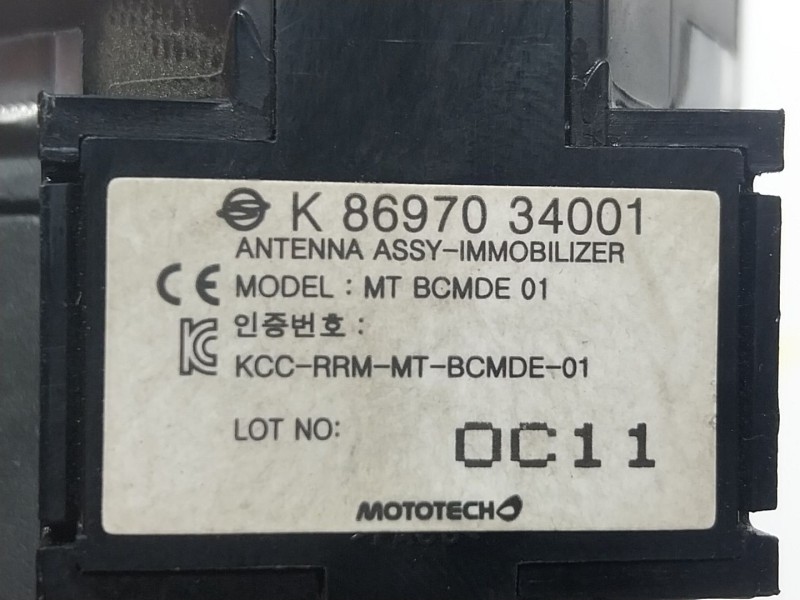 K 86970 34001
ANTENNA ASSY-IMMOBILIZER
CE MODEL : MT BCMDE 01
인증번호 :
KCC-RRM-MT-BCMDE-01
LOT NO: 0C11
MOTOTECH